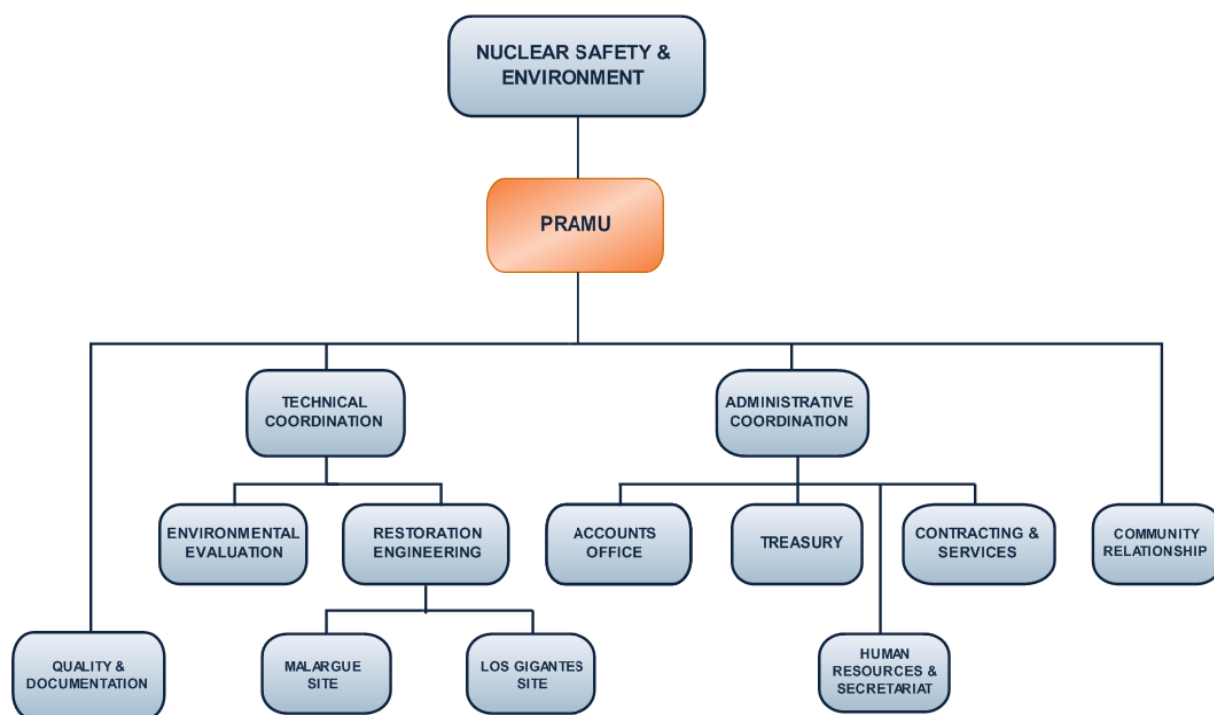 NUCLEAR SAFETY &
ENVIRONMENT
PRAMU
TECHNICAL
COORDINATION
ADMINISTRATIVE
COORDINATION
ENVIRONMENTAL
EVALUATION
RESTORATION
ENGINEERING
ACCOUNTS
OFFICE
TREASURY
CONTRACTING &
SERVICES
COMMUNITY
RELATIONSHIP
QUALITY &
DOCUMENTATION
MALARGUE
SITE
LOS GIGANTES
SITE
HUMAN
RESOURCES &
SECRETARIAT